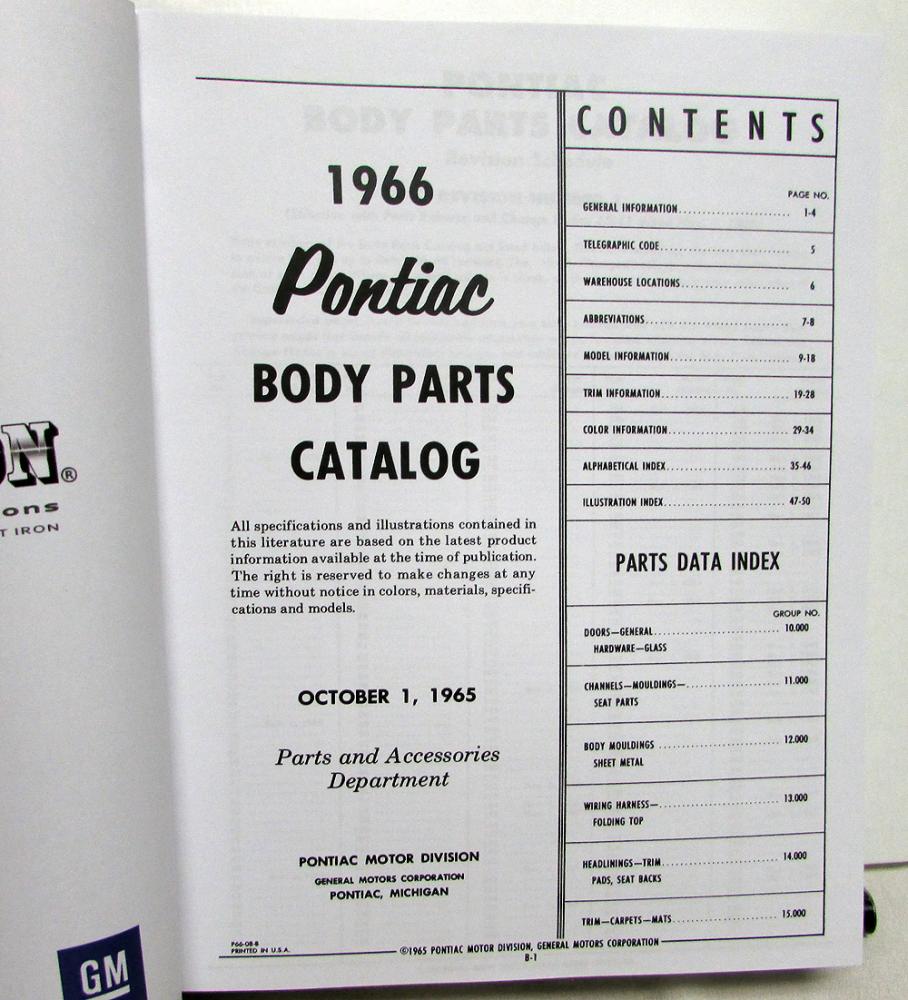 N®
ons
T IRON
GM
1966
Pontiac
BODY PARTS
CATALOG
All specifications and illustrations contained in
this literature are based on the latest product
information available at the time of publication.
The right is reserved to make changes at any
time without notice in colors, materials, specifi-
cations and models.
OCTOBER 1, 1965
Parts and Accessories
Department
PONTIAC MOTOR DIVISION
GENERAL MOTORS CORPORATION
PONTIAC, MICHIGAN
P66-OB-B
PRINTED IN U.S.A.
CONTENTS
PAGE NO.
GENERAL INFORMATION 1-4
TELEGRAPHIC CODE 5
WAREHOUSE LOCATIONS 6
ABBREVIATIONS 7-8
MODEL INFORMATION 9-18
TRIM INFORMATION 19-28
COLOR INFORMATION 29-34
ALPHABETICAL INDEX 35-46
ILLUSTRATION INDEX 47-50
PARTS DATA INDEX
GROUP NO.
DOORS—GENERAL 10.000
HARDWARE—GLASS
CHANNELS—MOULDINGS— 11.000
SEAT PARTS
BODY MOULDINGS 12.000
SHEET METAL
WIRING HARNESS— 13.000
FOLDING TOP
HEADLININGS—TRIM 14.000
PADS, SEAT BACKS
TRIM—CARPETS—MATS 15.000
©1965 PONTIAC MOTOR DIVISION, GENERAL MOTORS CORPORATION
B-1